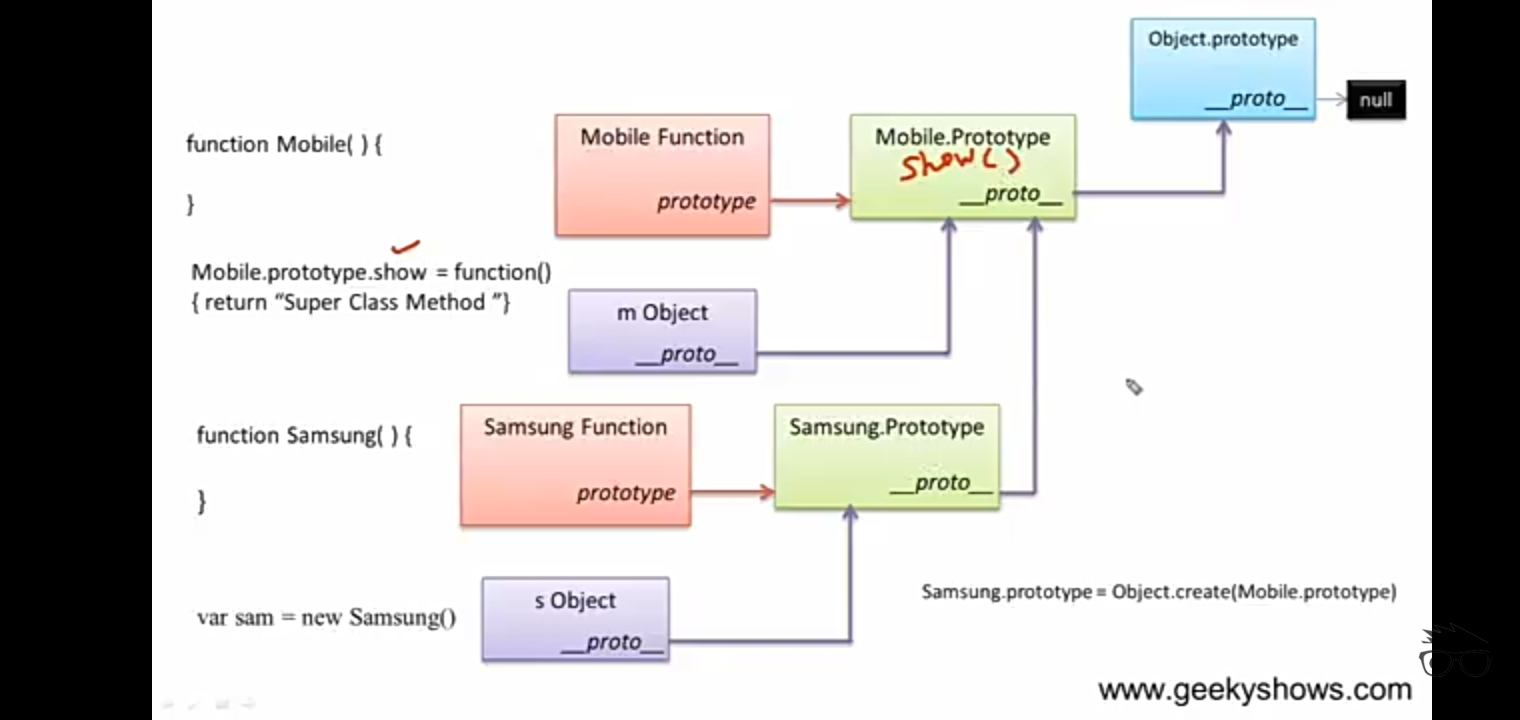 Object.prototype
__proto__
null
function Mobile( ) {
}
Mobile Function
prototype
Mobile.Prototype
show()
__proto__
Mobile.prototype.show = function()
{ return “Super Class Method ”}
m Object
__proto__
function Samsung( ) {
}
Samsung Function
prototype
Samsung.Prototype
__proto__
var sam = new Samsung()
s Object
__proto__
Samsung.prototype = Object.create(Mobile.prototype)
www.geekyshows.com